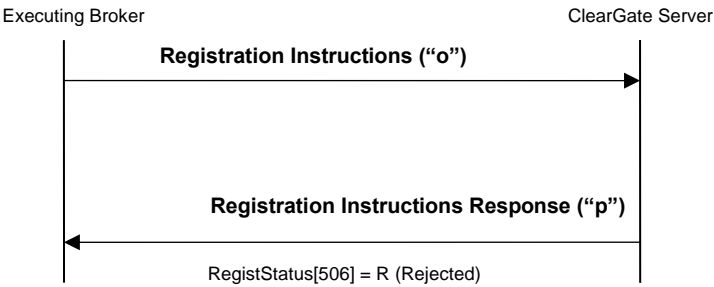 Executing Broker
ClearGate Server
Registration Instructions (“o”)
Registration Instructions Response (“p”)
RegistStatus[506] = R (Rejected)